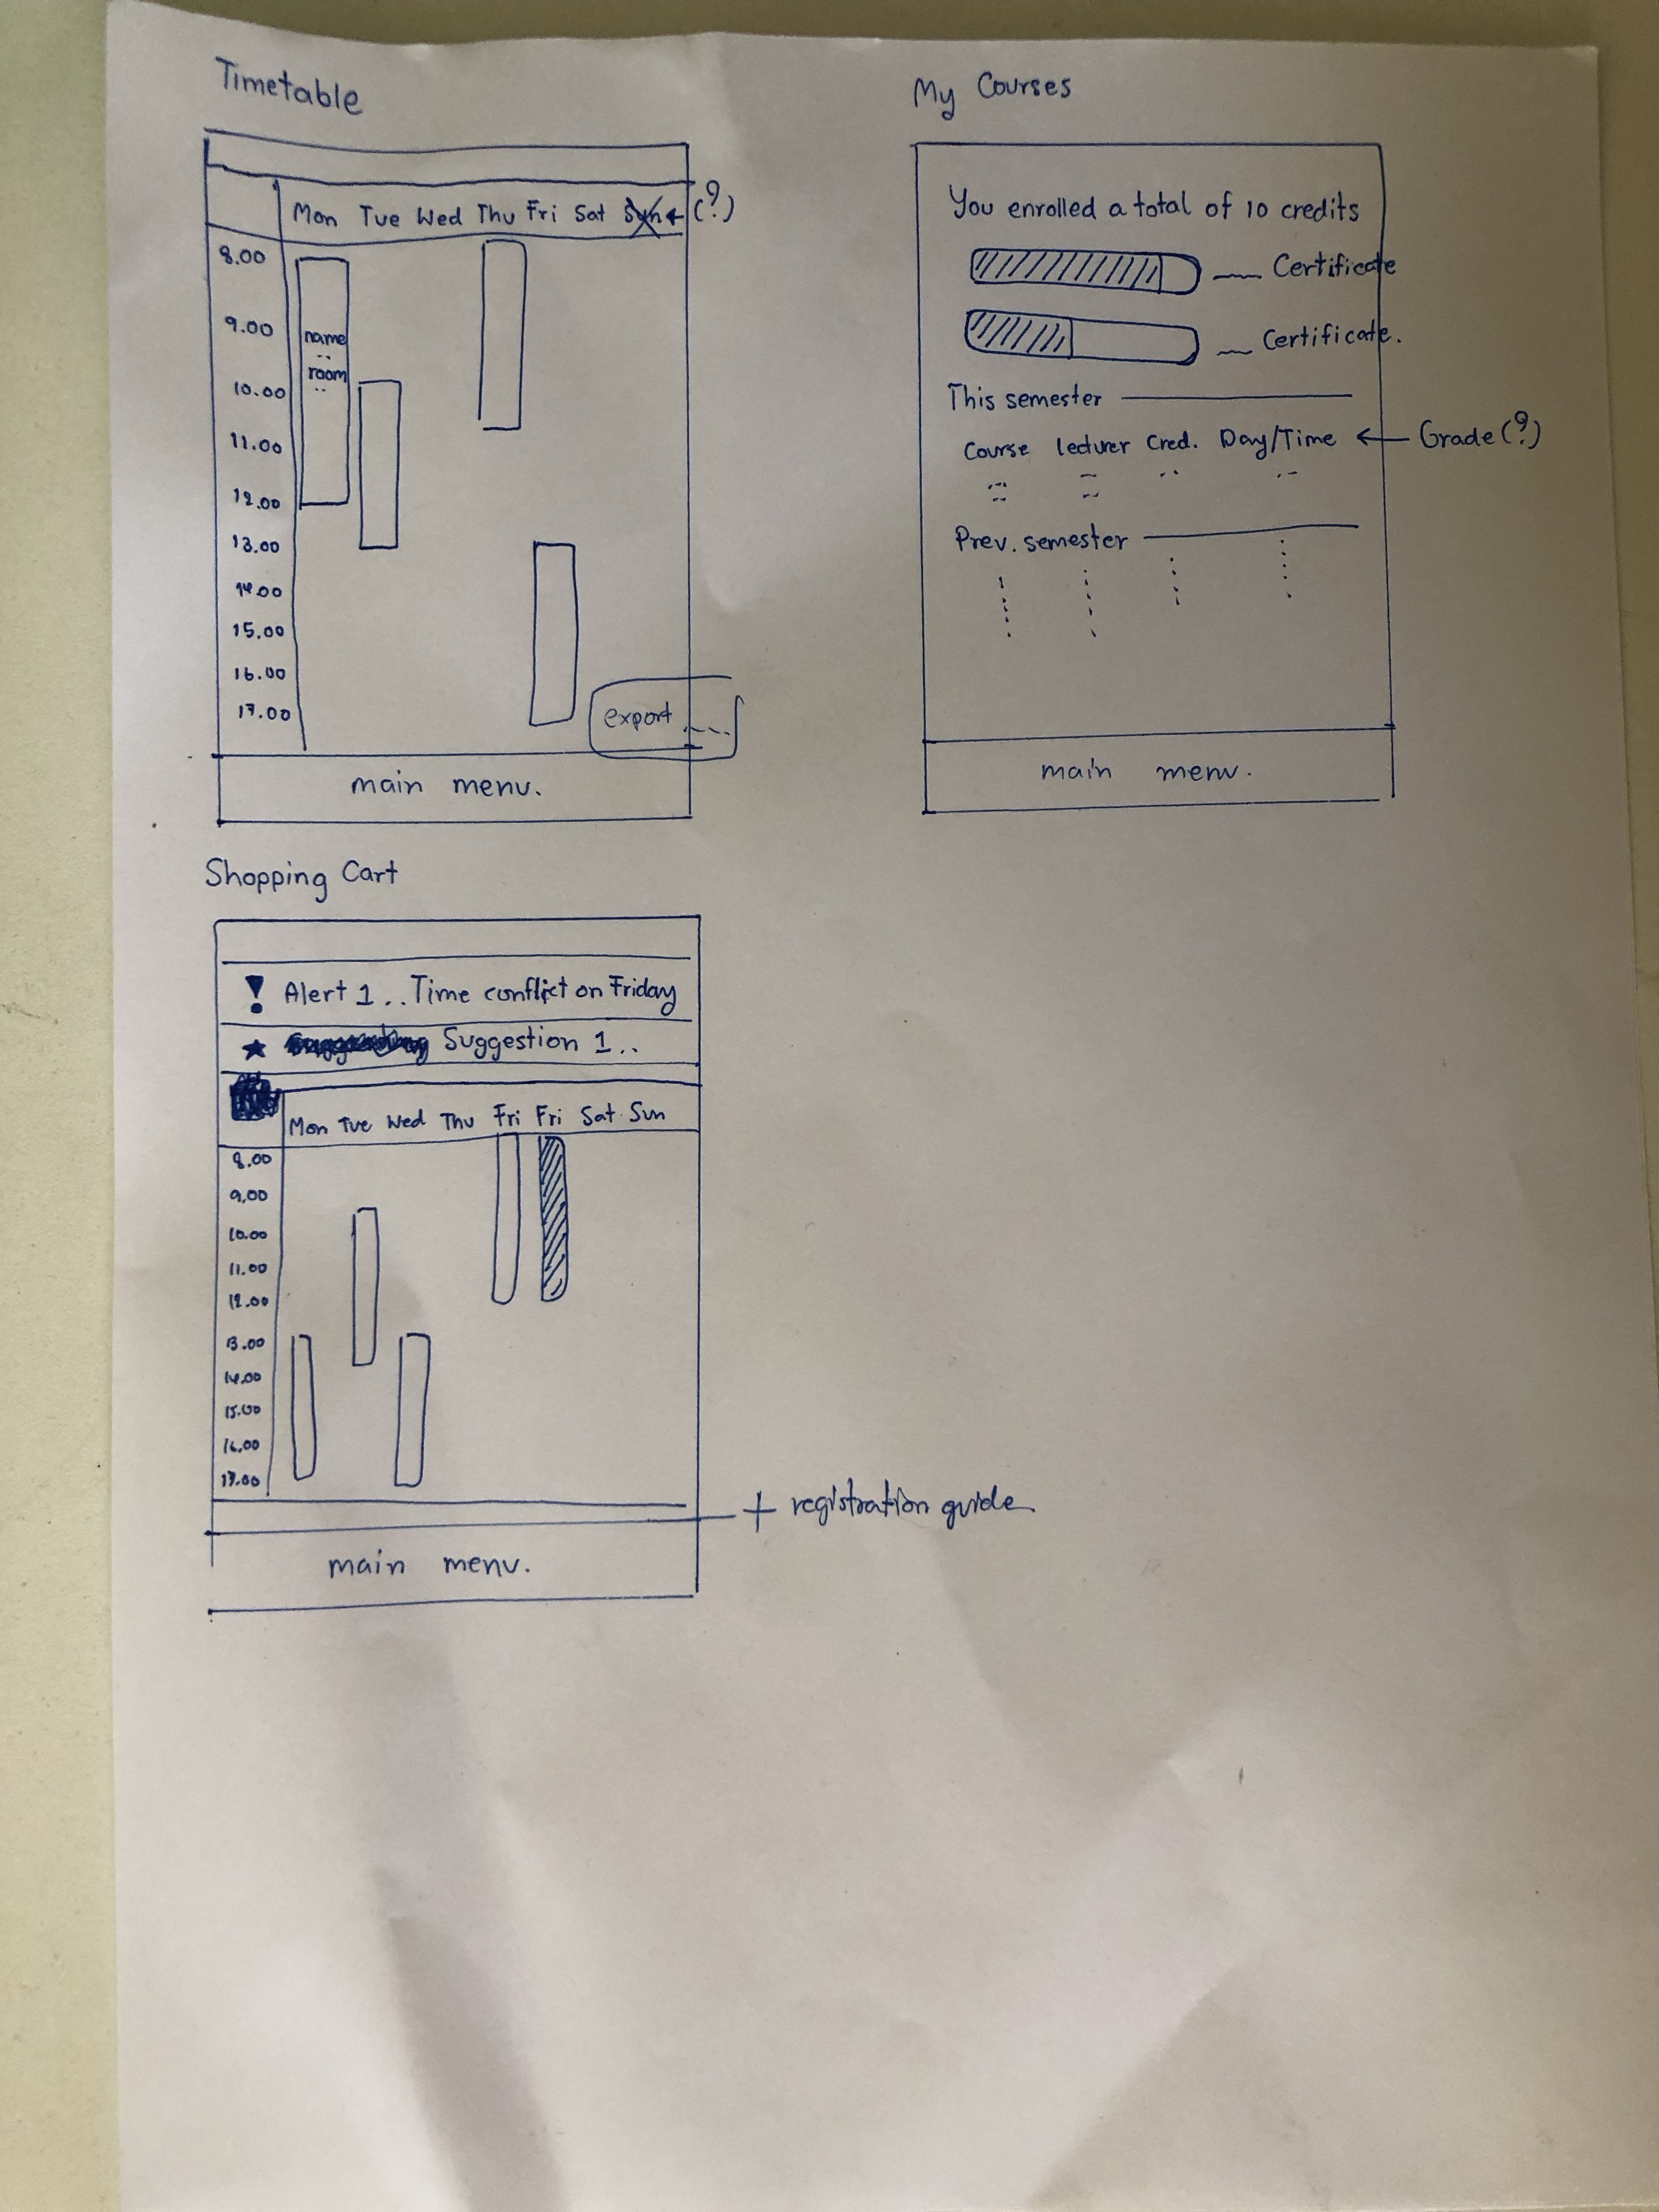 Timetable
Mon Tue Wed Thu Fri Sat Sun ← (?)
8.00
9.00
name
room
10.00
11.00
12.00
13.00
14.00
15.00
16.00
17.00
export
main menu.
My Courses
You enrolled a total of 10 credits
Certificate
Certificate.
This semester
Course lecturer Cred. Day/Time ← Grade (?)
Prev. semester
main menu.
Shopping Cart
! Alert 1 .. Time conflict on Friday
★ Suggestion 1..
Mon Tue Wed Thu Fri Fri Sat Sun
8.00
9.00
10.00
11.00
12.00
13.00
14.00
15.00
16.00
17.00
+ registration guide
main menu.